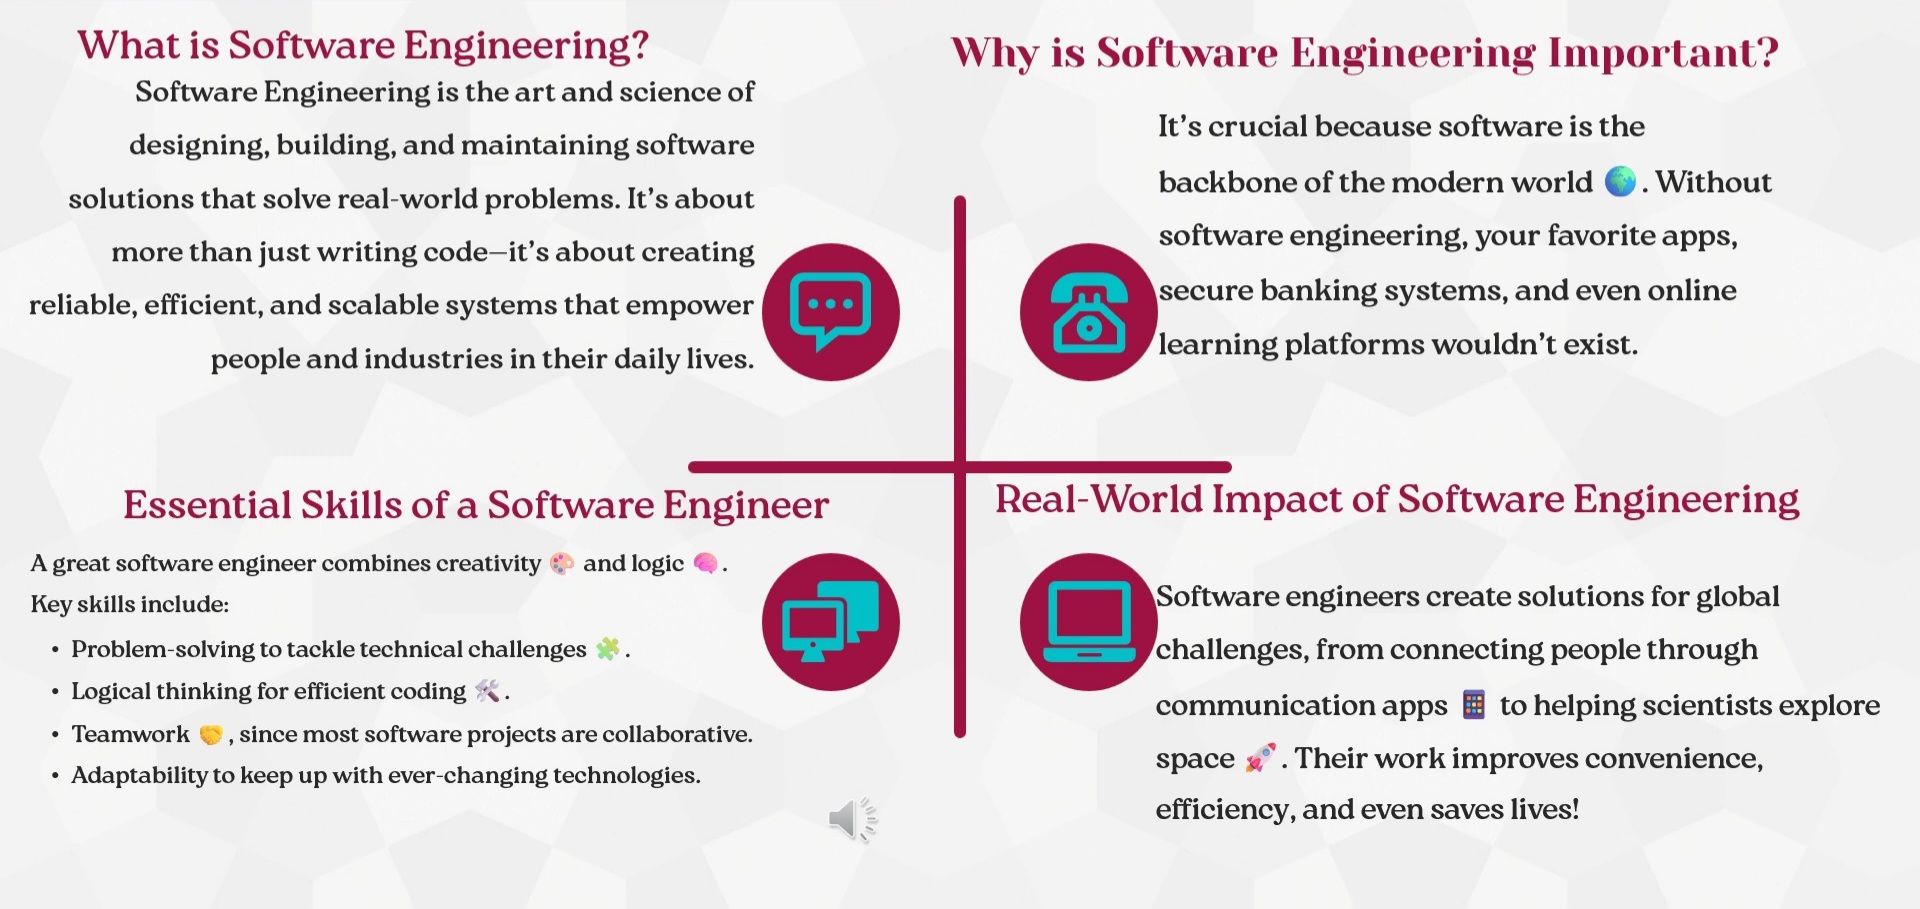 What is Software Engineering?
Software Engineering is the art and science of
designing, building, and maintaining software
solutions that solve real-world problems. It’s about
more than just writing code—it’s about creating
reliable, efficient, and scalable systems that empower
people and industries in their daily lives.
Why is Software Engineering Important?
It’s crucial because software is the
backbone of the modern world 🌍. Without
software engineering, your favorite apps,
secure banking systems, and even online
learning platforms wouldn’t exist.
Essential Skills of a Software Engineer
A great software engineer combines creativity 🎨 and logic 🧠.
Key skills include:
• Problem-solving to tackle technical challenges 🧩.
• Logical thinking for efficient coding 🛠️.
• Teamwork 🤝, since most software projects are collaborative.
• Adaptability to keep up with ever-changing technologies.
Real-World Impact of Software Engineering
Software engineers create solutions for global
challenges, from connecting people through
communication apps 📱 to helping scientists explore
space 🚀. Their work improves convenience,
efficiency, and even saves lives!